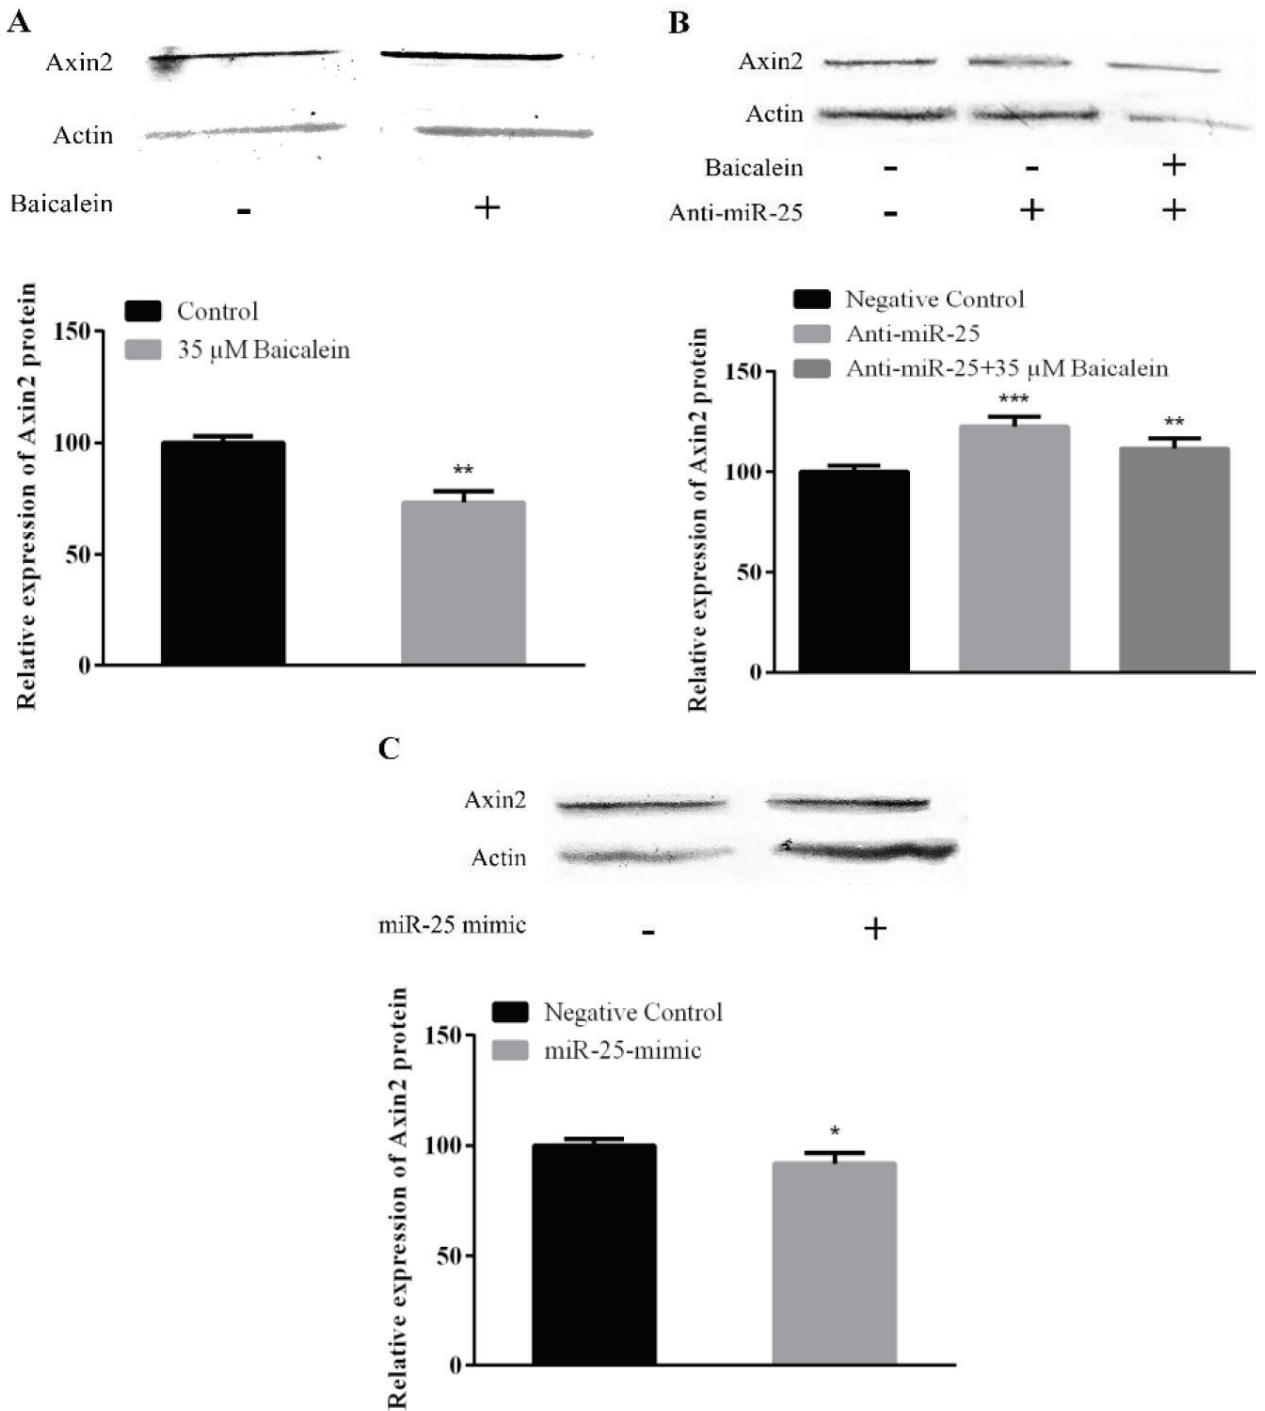 A
Axin2
Actin
Baicalein - +
Relative expression of Axin2 protein
Control
35 µM Baicalein
150
100
50
0
**
B
Axin2
Actin
Baicalein - - +
Anti-miR-25 - + +
Relative expression of Axin2 protein
Negative Control
Anti-miR-25
Anti-miR-25+35 µM Baicalein
150
100
50
0
***
**
C
Axin2
Actin
miR-25 mimic - +
Relative expression of Axin2 protein
Negative Control
miR-25-mimic
150
100
50
0
*